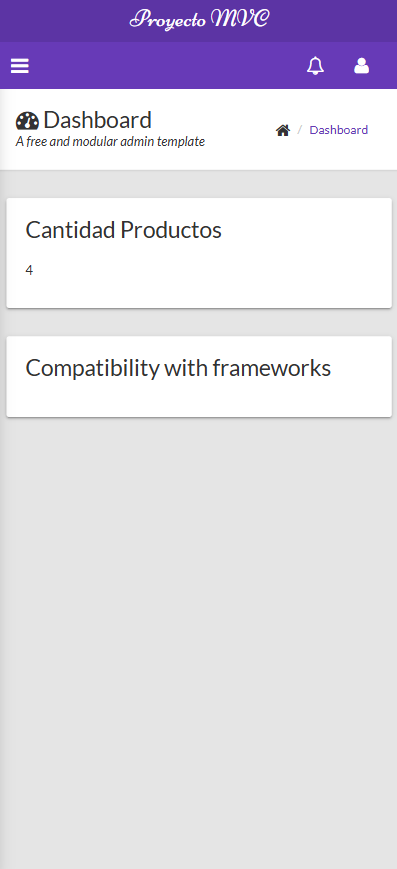 Proyecto MVC
Dashboard
A free and modular admin template
/ Dashboard
Cantidad Productos
4
Compatibility with frameworks